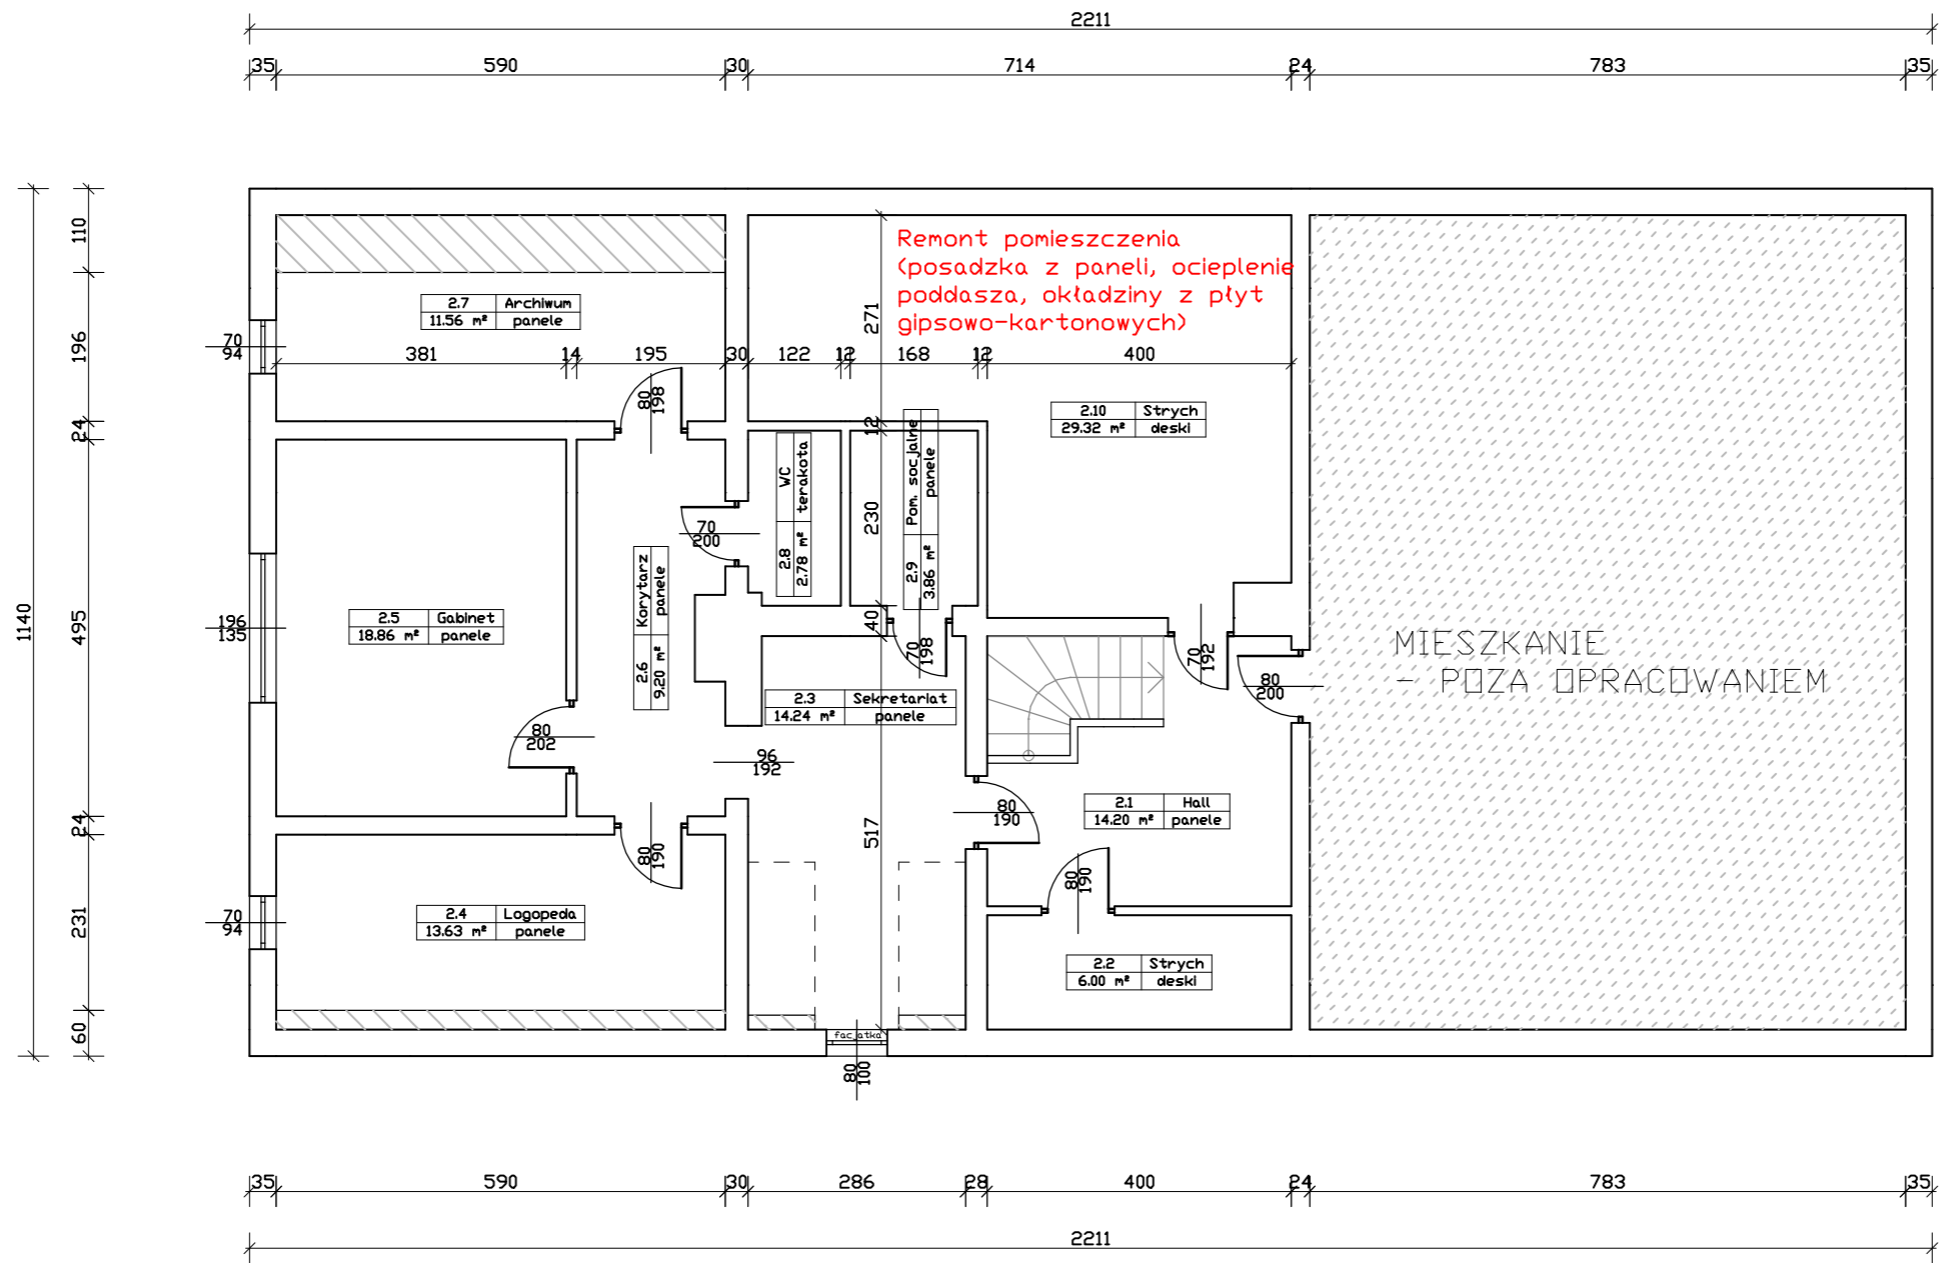 2211
35 590 30 714 24 783 35
1140
110
196
24
495
24
231
60
Remont pomieszczenia
(posadzka z paneli, ocieplenie
poddasza, okładziny z płyt
gipsowo-kartonowych)
271
2.7 Archiwum
11.56 m² panele
70
94
381 14 195 30 122 12 168 12 400
80
198
2.10 Strych
29.32 m² deski
12
2.8 WC
2.78 m² terakota
2.9 Pom. socjalne
3.86 m² panele
230
70
200
2.6 Korytarz
9.20 m² panele
2.5 Gabinet
18.86 m² panele
196
135
40
70
198
70
192
MIESZKANIE
- POZA OPRACOWANIEM
80
200
2.3 Sekretariat
14.24 m² panele
80
202
96
192
80
190
2.1 Hall
14.20 m² panele
517
80
190
80
190
2.4 Logopeda
13.63 m² panele
70
94
2.2 Strych
6.00 m² deski
facjatka
80
100
35 590 30 286 28 400 24 783 35
2211